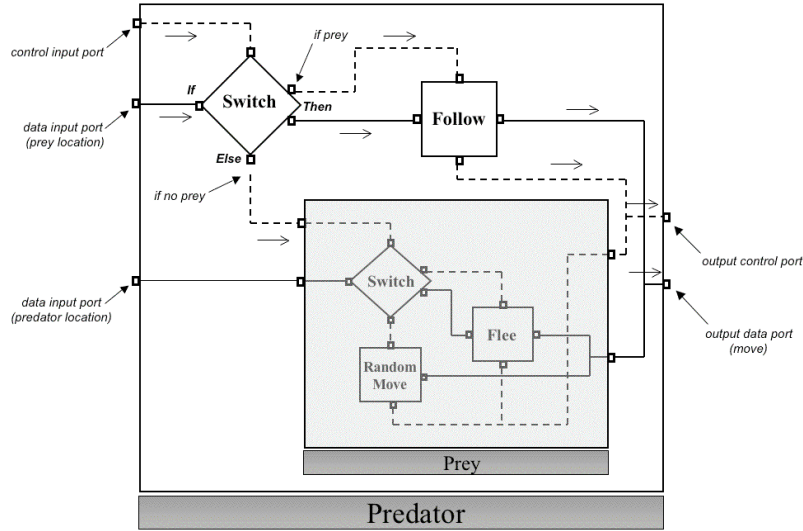 control input port
if prey
If
Switch
Then
Follow
data input port
(prey location)
Else
if no prey
output control port
Switch
data input port
(predator location)
Flee
output data port
(move)
Random
Move
Prey
Predator